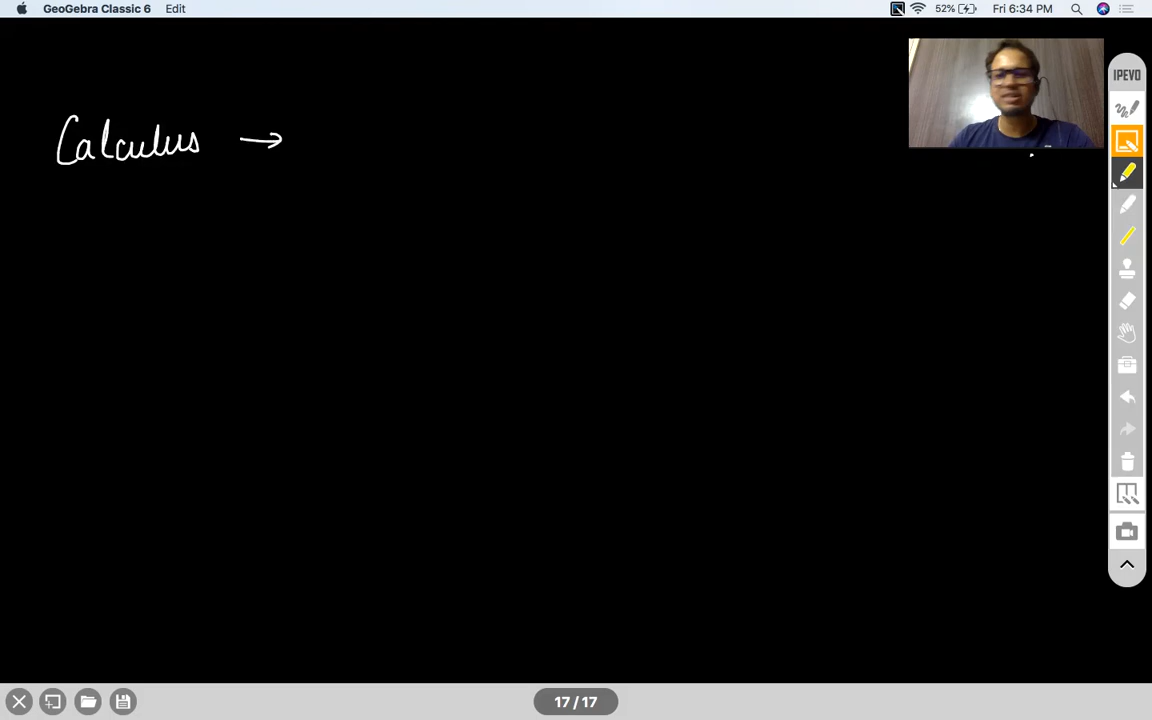 GeoGebra Classic 6 Edit 52% Fri 6:34 PM
IPEVO
Calculus →
17 / 17